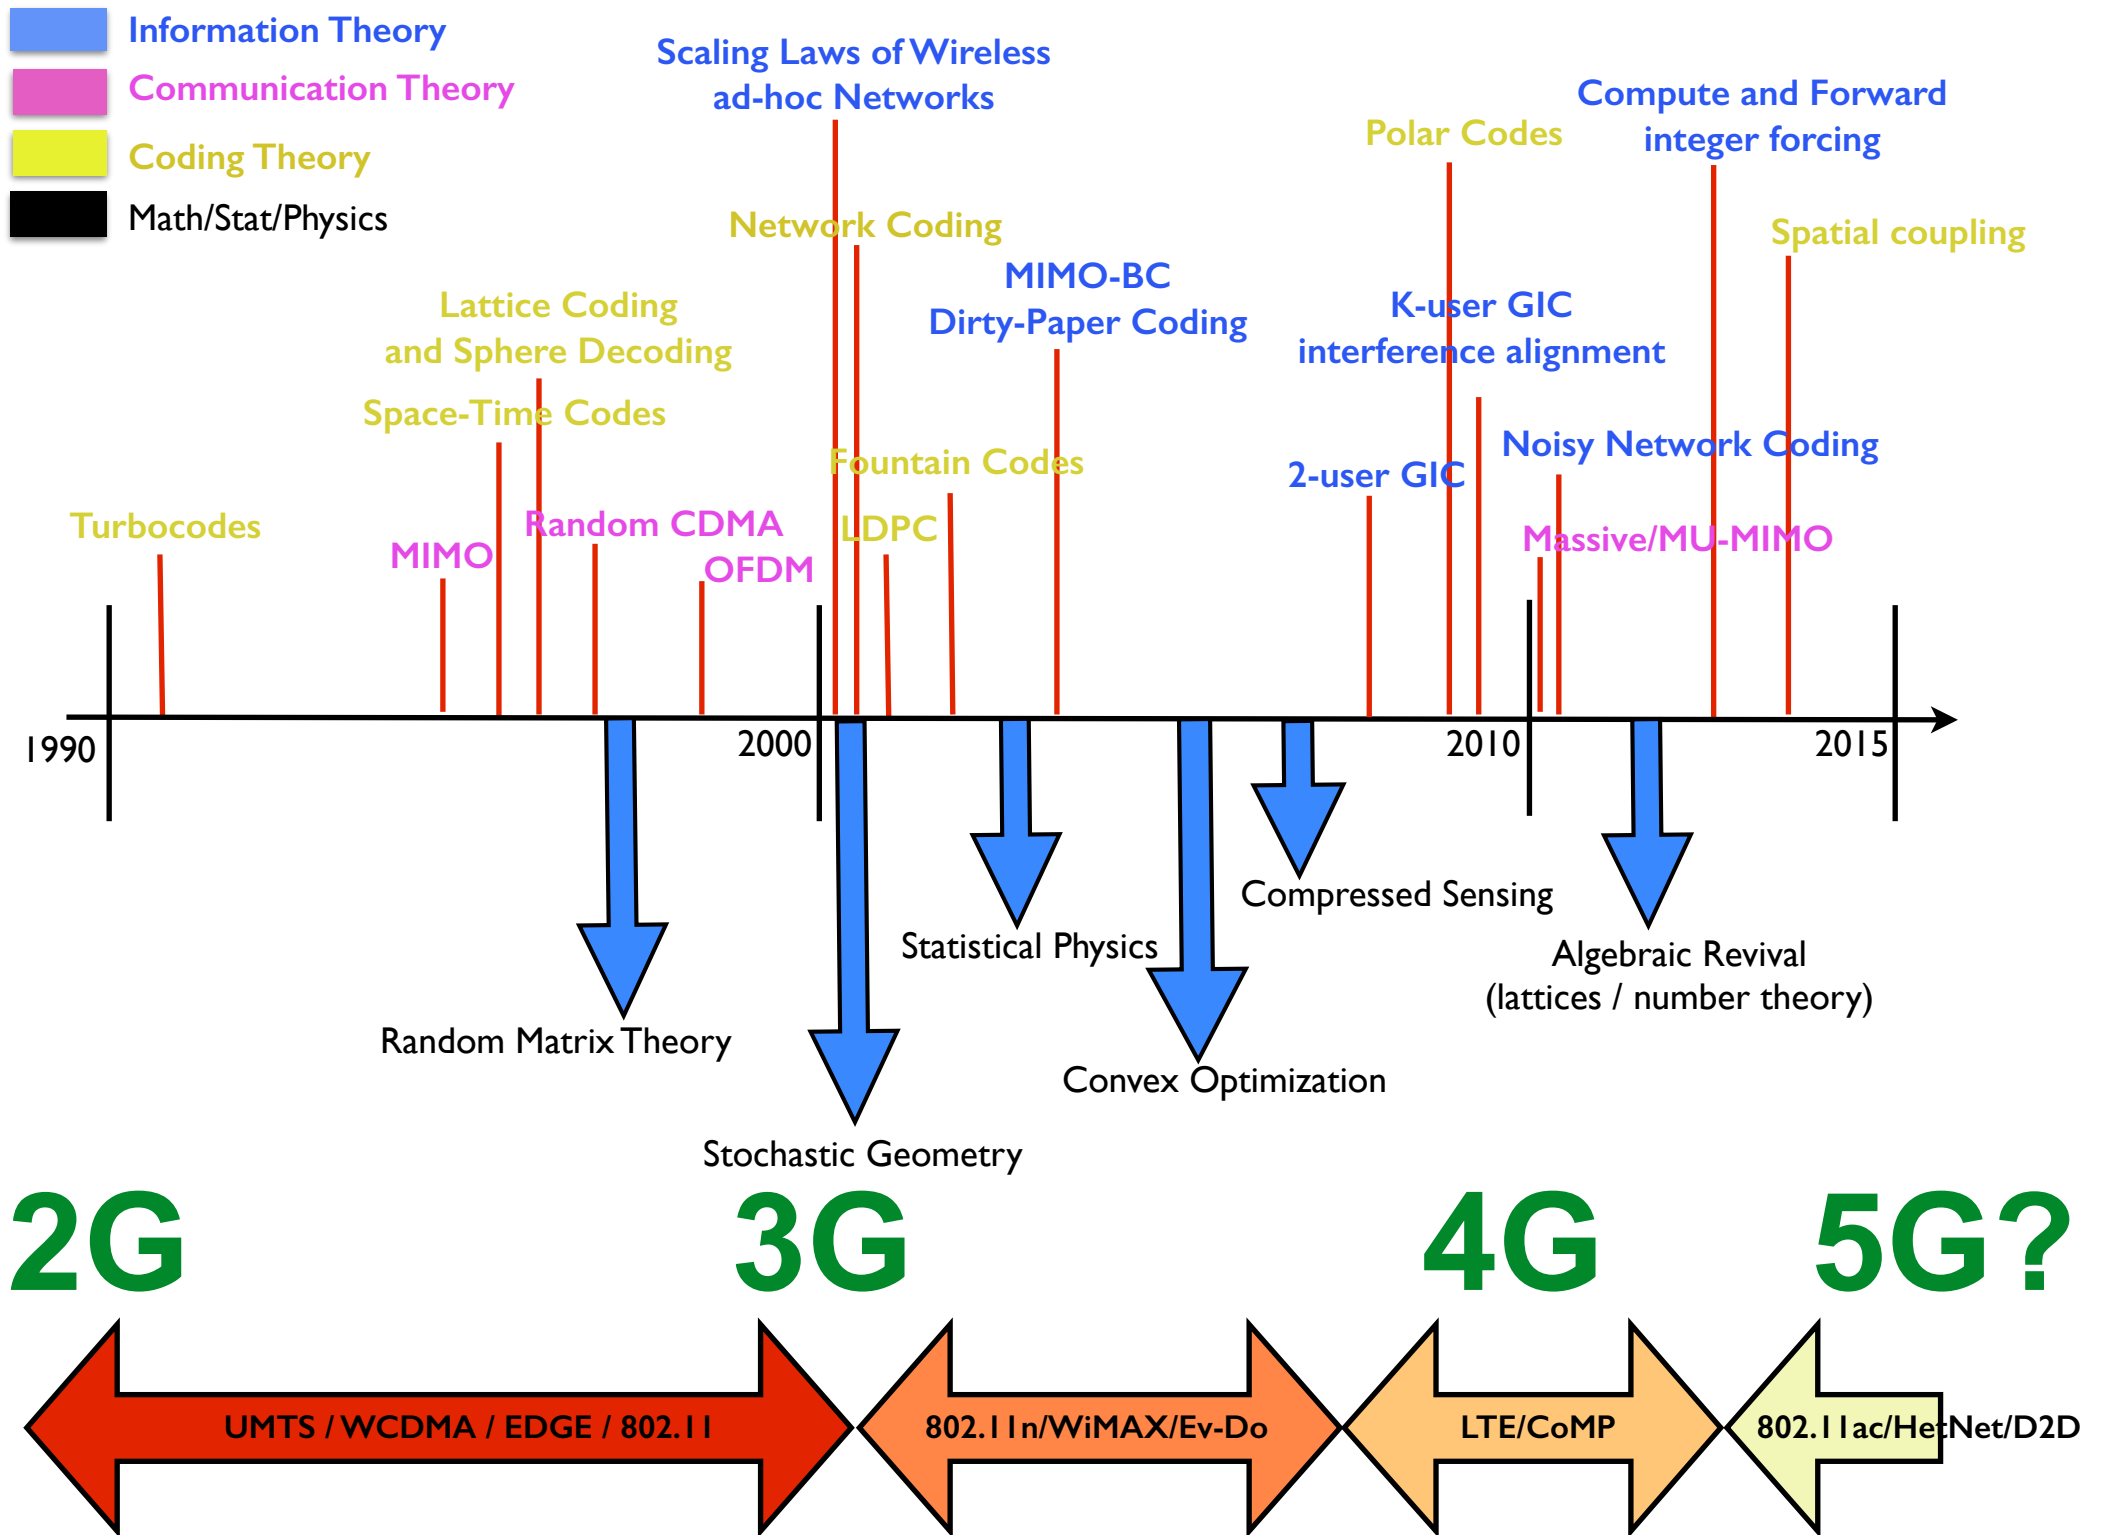 Information Theory
Communication Theory
Coding Theory
Math/Stat/Physics
Scaling Laws of Wireless
ad-hoc Networks
Compute and Forward
integer forcing
Polar Codes
Network Coding
Spatial coupling
MIMO-BC
Dirty-Paper Coding
Lattice Coding
and Sphere Decoding
K-user GIC
interference alignment
Space-Time Codes
Noisy Network Coding
Fountain Codes
2-user GIC
Turbocodes
Random CDMA
LDPC
Massive/MU-MIMO
MIMO
OFDM
1990
2000
2010
2015
Compressed Sensing
Statistical Physics
Algebraic Revival
(lattices / number theory)
Random Matrix Theory
Convex Optimization
Stochastic Geometry
2G
3G
4G
5G?
UMTS / WCDMA / EDGE / 802.11
802.11n/WiMAX/Ev-Do
LTE/CoMP
802.11ac/HetNet/D2D